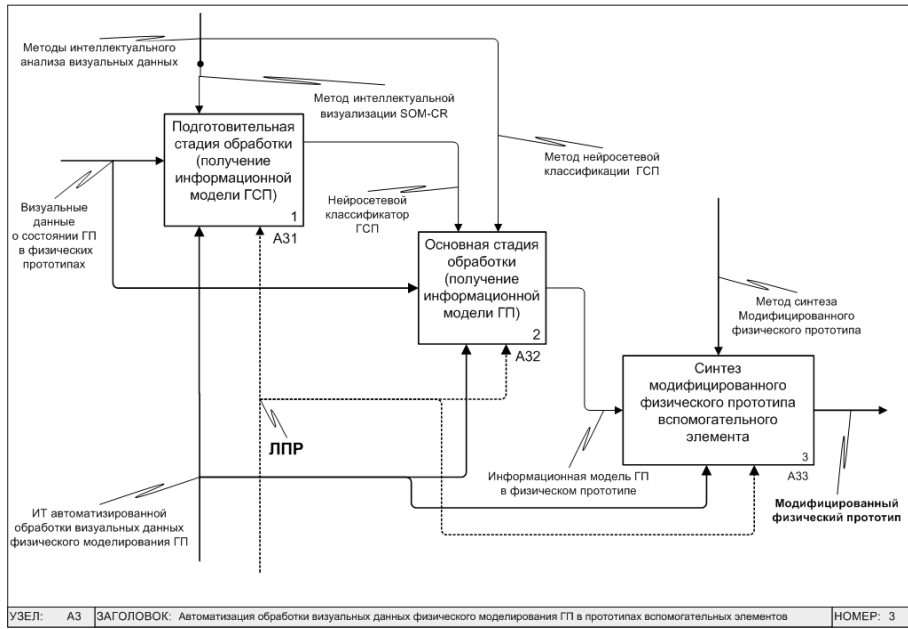 Методы интеллектуального
анализа визуальных данных
Метод интеллектуальной
визуализации SOM-CR
Подготовительная
стадия обработки
(получение
информационной
модели ГСП)
1
А31
Метод нейросетевой
классификации ГСП
Визуальные
данные
о состоянии ГП
в физических
прототипах
Нейросетевой
классификатор
ГСП
Основная стадия
обработки
(получение
информационной
модели ГП)
2
А32
Метод синтеза
Модифицированного
физического прототипа
Синтез
модифицированного
физического прототипа
вспомогательного
элемента
3
А33
ЛПР
Информационная модель ГП
в физическом прототипе
Модифицированный
физический прототип
ИТ автоматизированной
обработки визуальных данных
физического моделирования ГП
УЗЕЛ: А3 ЗАГОЛОВОК: Автоматизация обработки визуальных данных физического моделирования ГП в прототипах вспомогательных элементов НОМЕР: 3